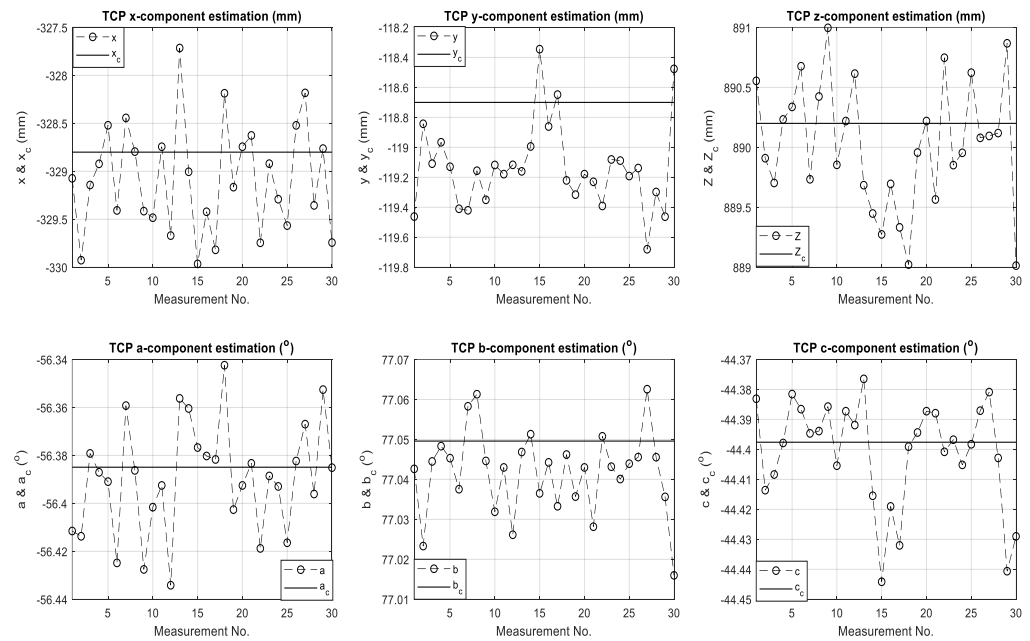 TCP x-component estimation (mm)
x & x_c (mm)
-327.5
-328
-328.5
-329
-329.5
-330
x
x_c
5 10 15 20 25 30
Measurement No.
TCP y-component estimation (mm)
y & y_c (mm)
-118.2
-118.4
-118.6
-118.8
-119
-119.2
-119.4
-119.6
-119.8
y
y_c
5 10 15 20 25 30
Measurement No.
TCP z-component estimation (mm)
Z & Z_c (mm)
891
890.5
890
889.5
889
Z
Z_c
5 10 15 20 25 30
Measurement No.
TCP a-component estimation (°)
a & a_c (°)
-56.34
-56.36
-56.38
-56.4
-56.42
-56.44
a
a_c
5 10 15 20 25 30
Measurement No.
TCP b-component estimation (°)
b & b_c (°)
77.07
77.06
77.05
77.04
77.03
77.02
77.01
b
b_c
5 10 15 20 25 30
Measurement No.
TCP c-component estimation (°)
c & c_c (°)
-44.37
-44.38
-44.39
-44.4
-44.41
-44.42
-44.43
-44.44
-44.45
c
c_c
5 10 15 20 25 30
Measurement No.